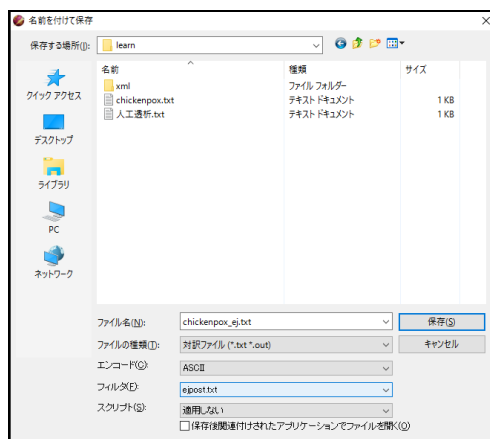 名前を付けて保存
保存する場所(I):
learn
クイック アクセス
デスクトップ
ライブラリ
PC
ネットワーク
名前
種類
サイズ
xml
ファイル フォルダー
chickenpox.txt
テキスト ドキュメント
1 KB
人工透析.txt
テキスト ドキュメント
1 KB
ファイル名(N):
chickenpox_ej.txt
保存(S)
ファイルの種類(T):
対訳ファイル (*.txt *.out)
キャンセル
エンコード(C):
ASCII
フィルタ(F):
ejpost.txt
スクリプト(S):
適用しない
保存後関連付けされたアプリケーションでファイルを開く(O)